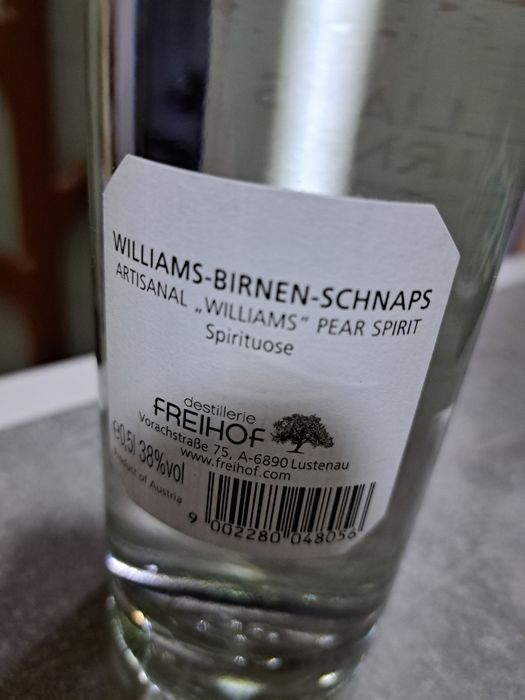 WILLIAMS-BIRNEN-SCHNAPS
ARTISANAL „WILLIAMS“ PEAR SPIRIT
Spirituose
destillerie
FREIHOF
Vorachstraße 75, A-6890 Lustenau
www.freihof.com
℮0,5l 38%vol
Product of Austria
9 002280 048056